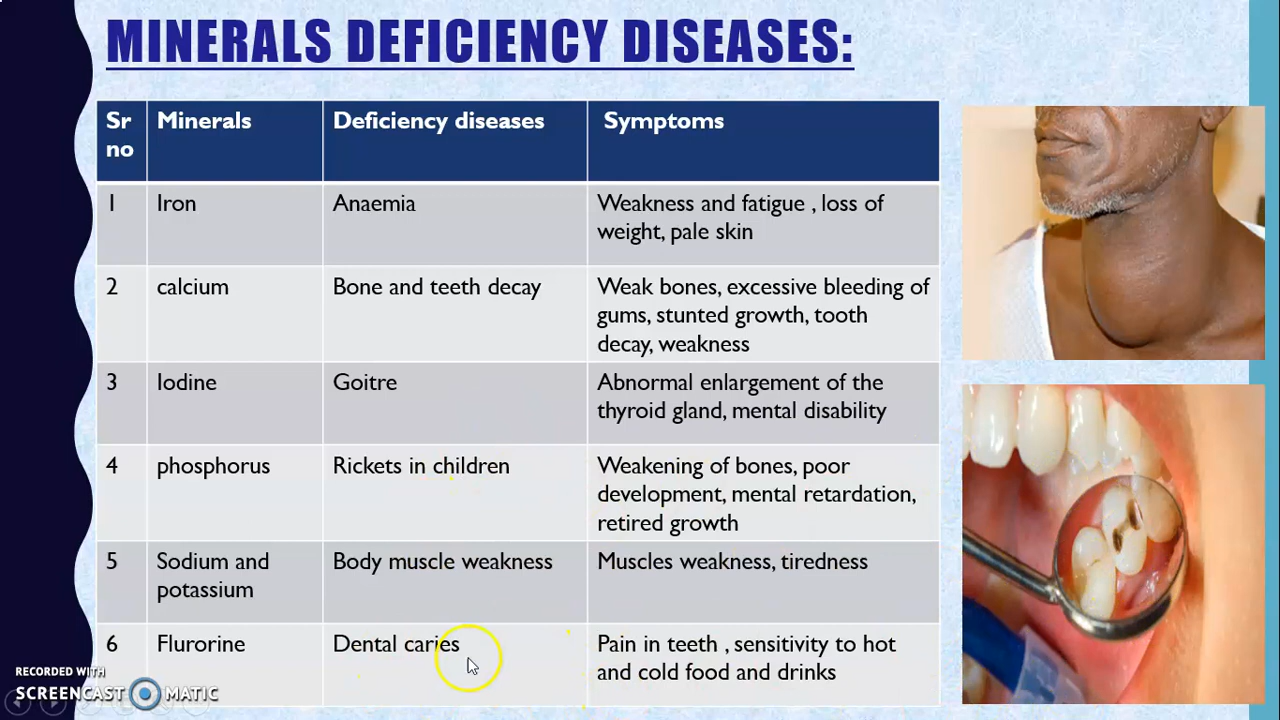 MINERALS DEFICIENCY DISEASES:
Sr no Minerals Deficiency diseases Symptoms
1 Iron Anaemia Weakness and fatigue , loss of
weight, pale skin
2 calcium Bone and teeth decay Weak bones, excessive bleeding of
gums, stunted growth, tooth
decay, weakness
3 Iodine Goitre Abnormal enlargement of the
thyroid gland, mental disability
4 phosphorus Rickets in children Weakening of bones, poor
development, mental retardation,
retired growth
5 Sodium and potassium Body muscle weakness Muscles weakness, tiredness
6 Flurorine Dental caries Pain in teeth , sensitivity to hot
and cold food and drinks
RECORDED WITH
SCREENCAST MATIC